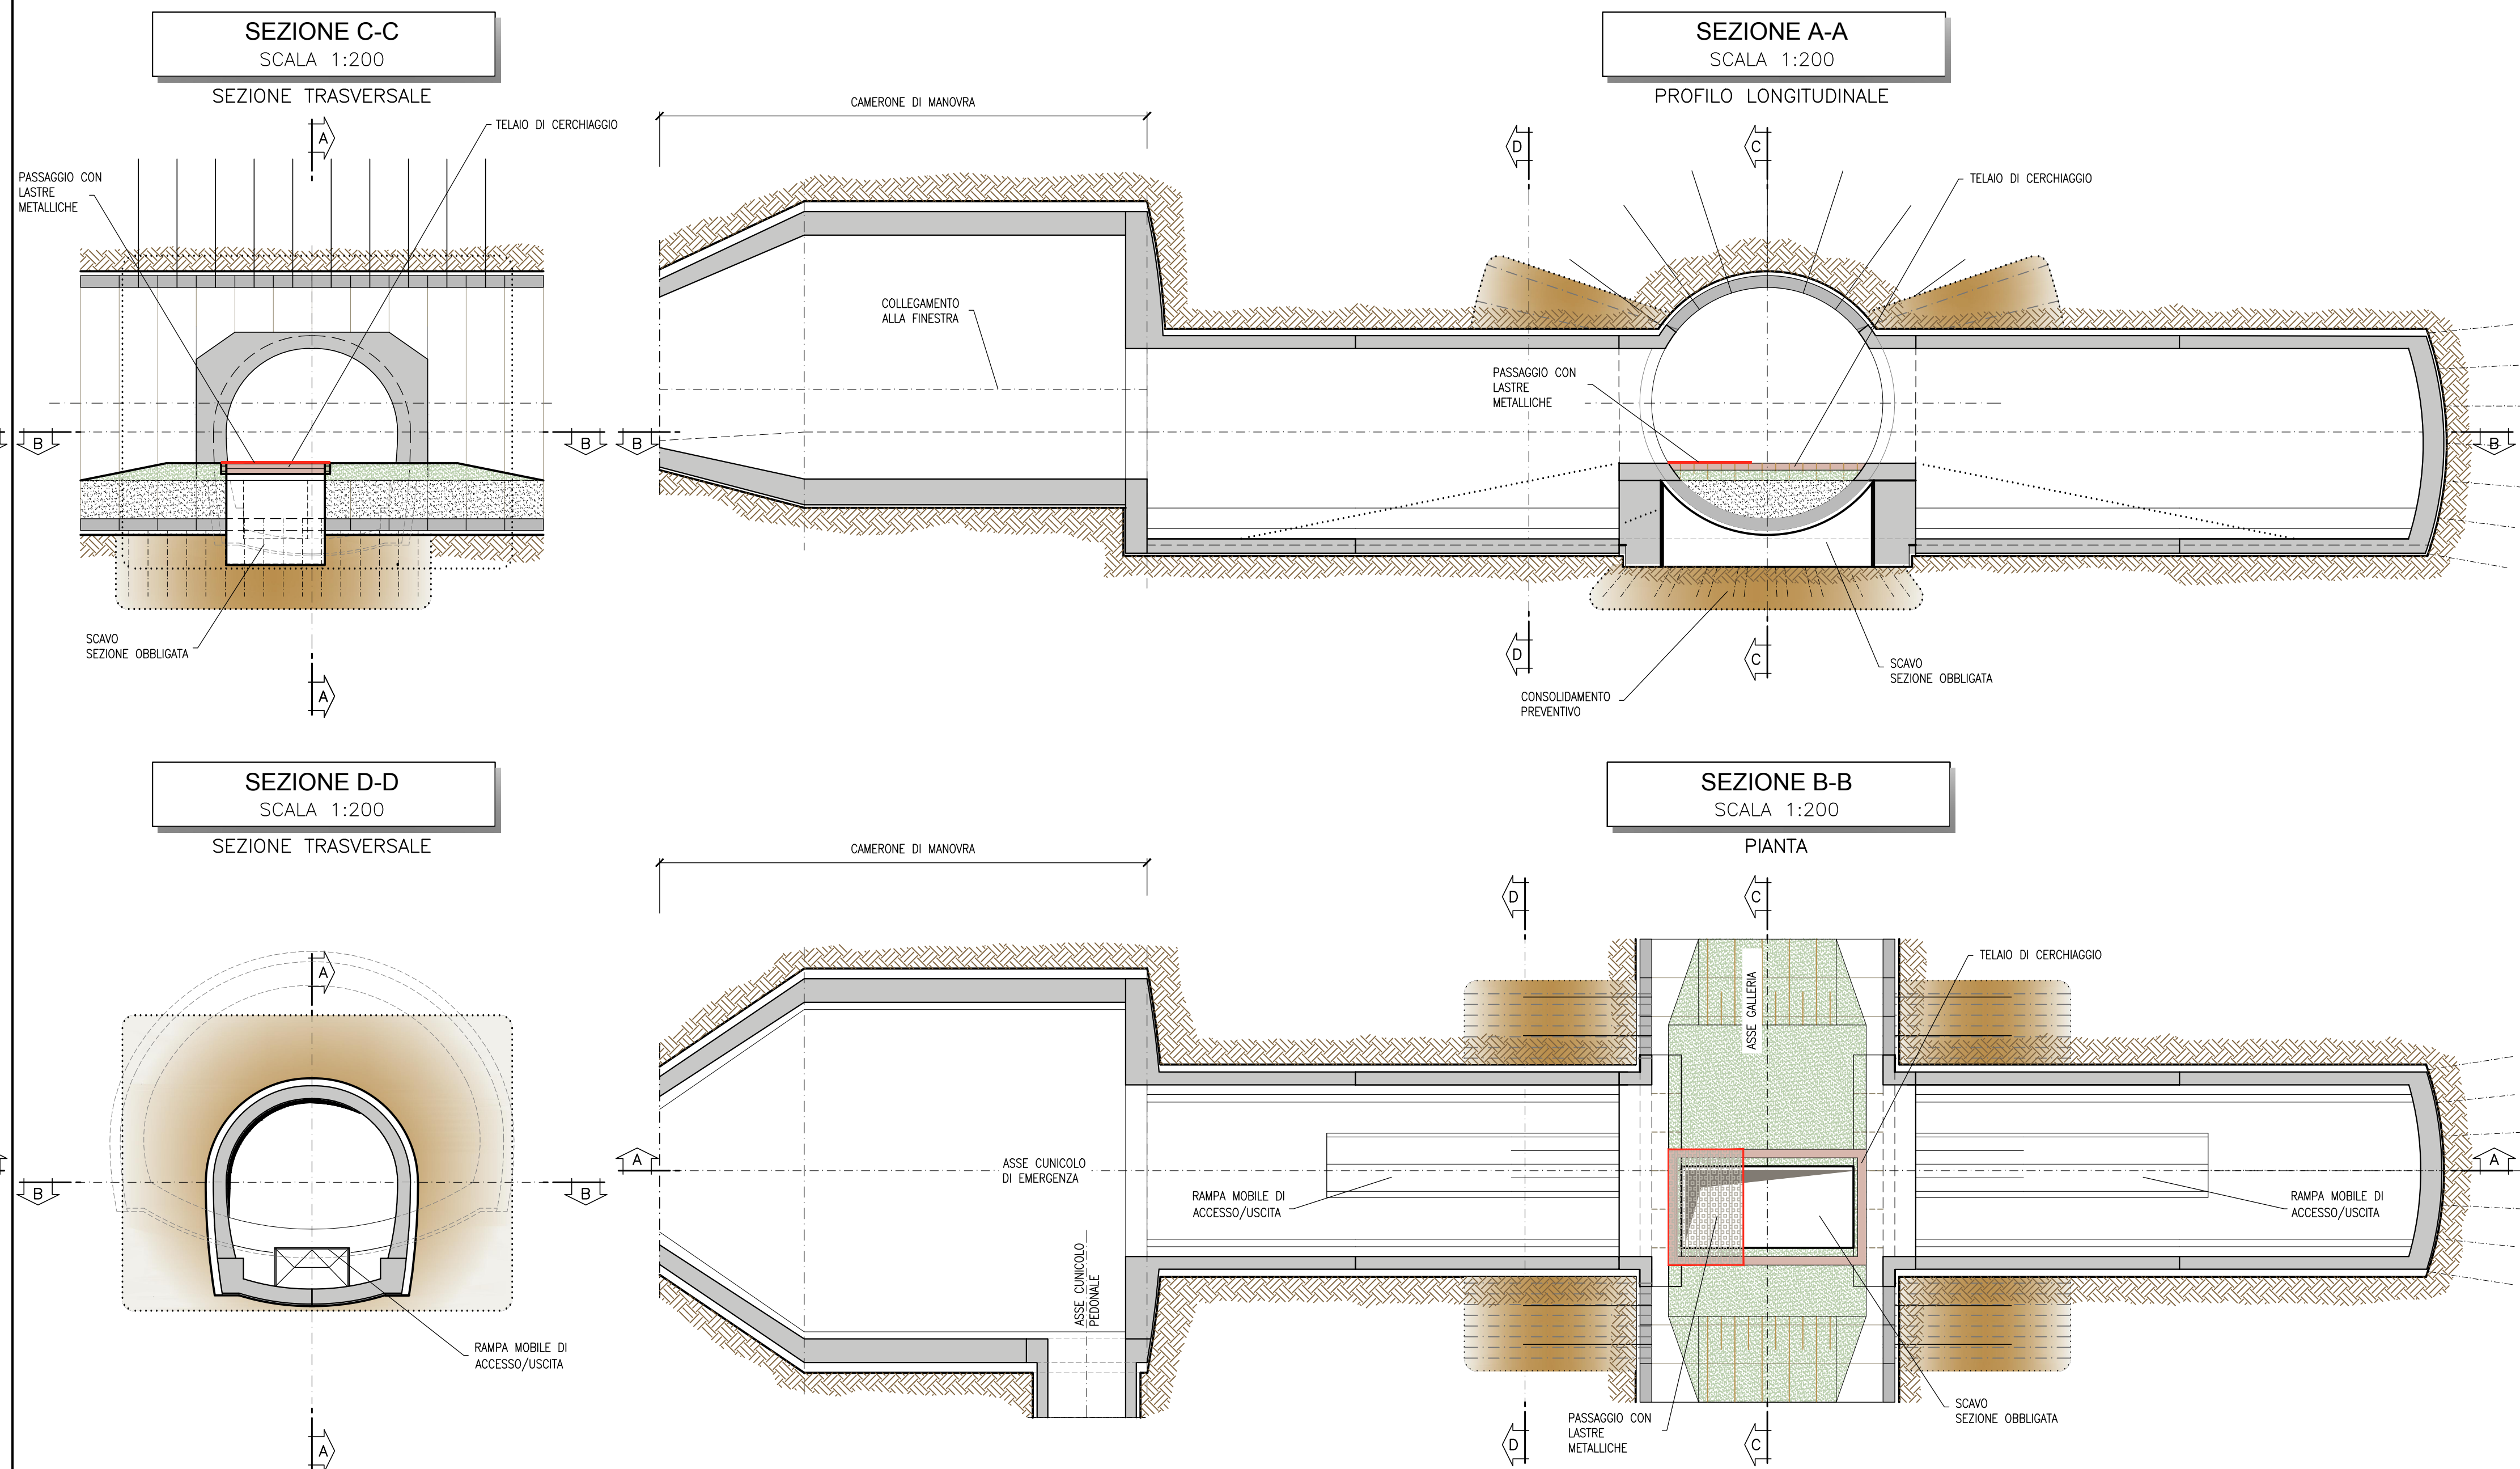 SEZIONE C-C
SCALA 1:200
SEZIONE TRASVERSALE
A
TELAIO DI CERCHIAGGIO
PASSAGGIO CON
LASTRE
METALLICHE
B
B
SCAVO
SEZIONE OBBLIGATA
A
SEZIONE A-A
SCALA 1:200
PROFILO LONGITUDINALE
CAMERONE DI MANOVRA
D
C
TELAIO DI CERCHIAGGIO
COLLEGAMENTO
ALLA FINESTRA
PASSAGGIO CON
LASTRE
METALLICHE
B
B
D
C
SCAVO
SEZIONE OBBLIGATA
CONSOLIDAMENTO
PREVENTIVO
SEZIONE D-D
SCALA 1:200
SEZIONE TRASVERSALE
A
B
B
RAMPA MOBILE DI
ACCESSO/USCITA
A
SEZIONE B-B
SCALA 1:200
PIANTA
CAMERONE DI MANOVRA
D
C
TELAIO DI CERCHIAGGIO
ASSE GALLERIA
A
A
ASSE CUNICOLO
DI EMERGENZA
RAMPA MOBILE DI
ACCESSO/USCITA
RAMPA MOBILE DI
ACCESSO/USCITA
ASSE CUNICOLO
PEDONALE
SCAVO
SEZIONE OBBLIGATA
PASSAGGIO CON
LASTRE
METALLICHE
D
C